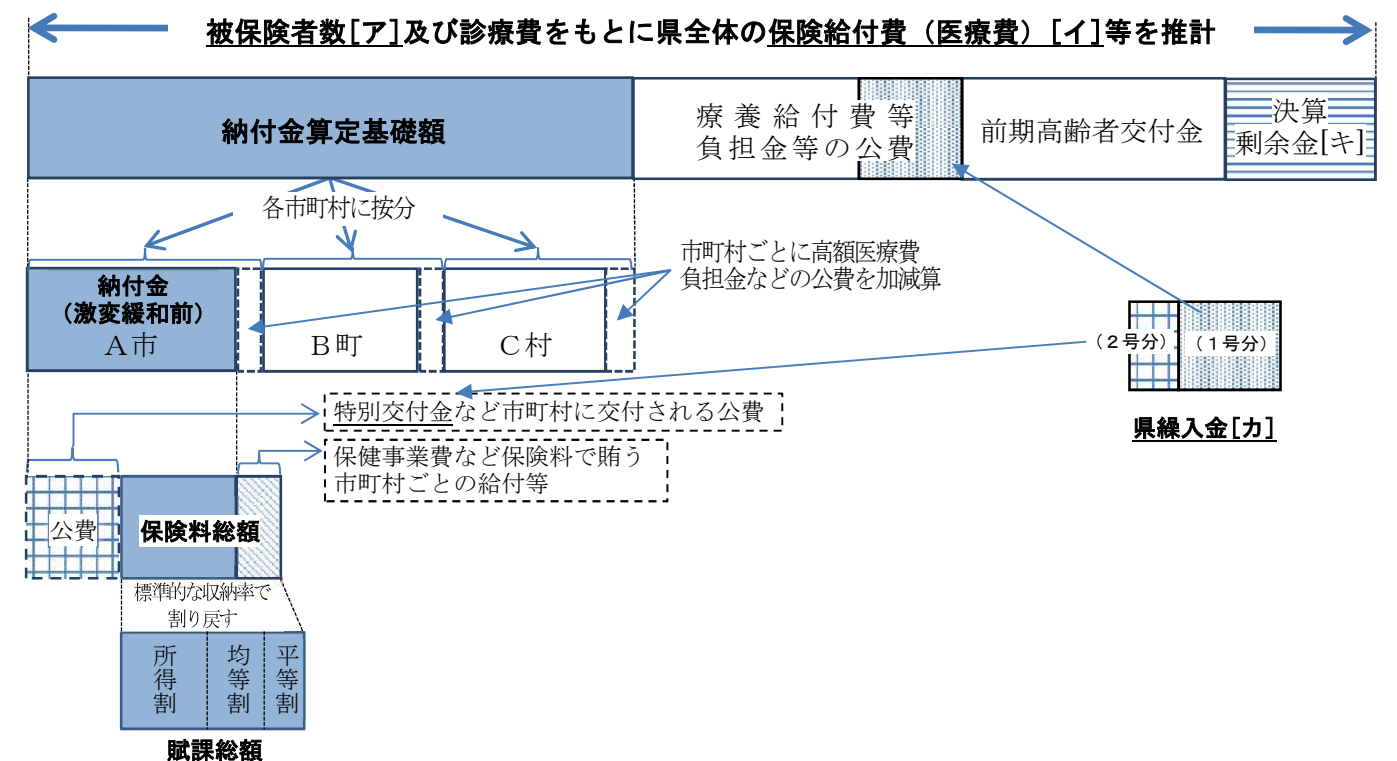 被保険者数[ア]及び診療費をもとに県全体の保険給付費（医療費）[イ]等を推計
納付金算定基礎額
療養給付費等
負担金等の公費
前期高齢者交付金
決算
剰余金[キ]
各市町村に按分
市町村ごとに高額医療費
負担金などの公費を加減算
納付金
（激変緩和前）
Ａ市
Ｂ町
Ｃ村
（２号分）
（１号分）
県繰入金[カ]
特別交付金など市町村に交付される公費
保健事業費など保険料で賄う
市町村ごとの給付等
公費
保険料総額
標準的な収納率で
割り戻す
所得割
均等割
平等割
賦課総額